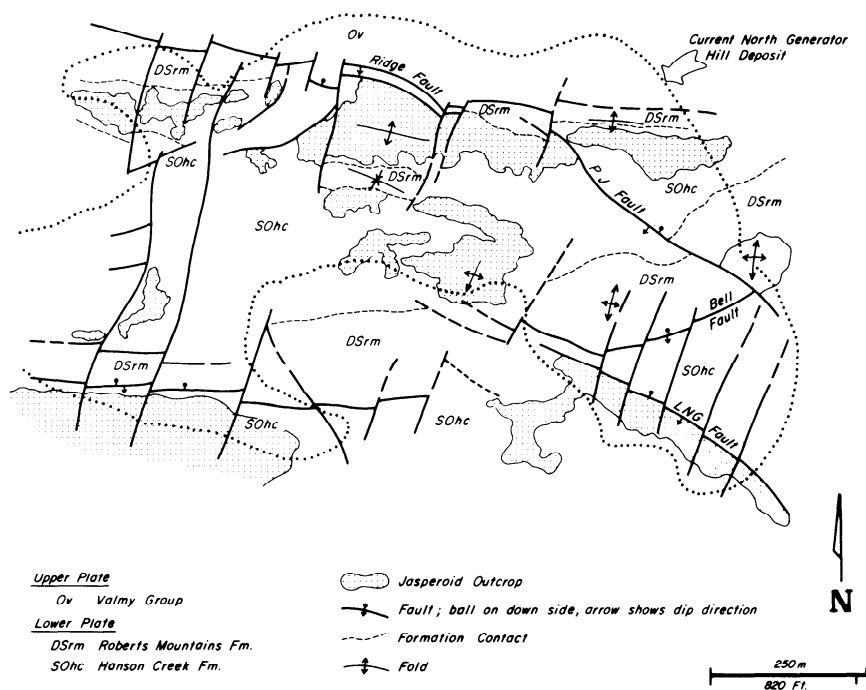 Ov
Current North Generator
Hill Deposit
DSrm
Ridge Fault
DSrm
DSrm
SOhc
DSrm
SOhc
DSrm
SOhc
P J Fault
DSrm
Bell
Fault
DSrm
SOhc
DSrm
SOhc
SOhc
LNG Fault
Upper Plate
Ov Valmy Group
Lower Plate
DSrm Roberts Mountains Fm.
SOhc Hanson Creek Fm.
Jasperoid Outcrop
Fault; ball on down side, arrow shows dip direction
Formation Contact
Fold
N
250 m
820 Ft.